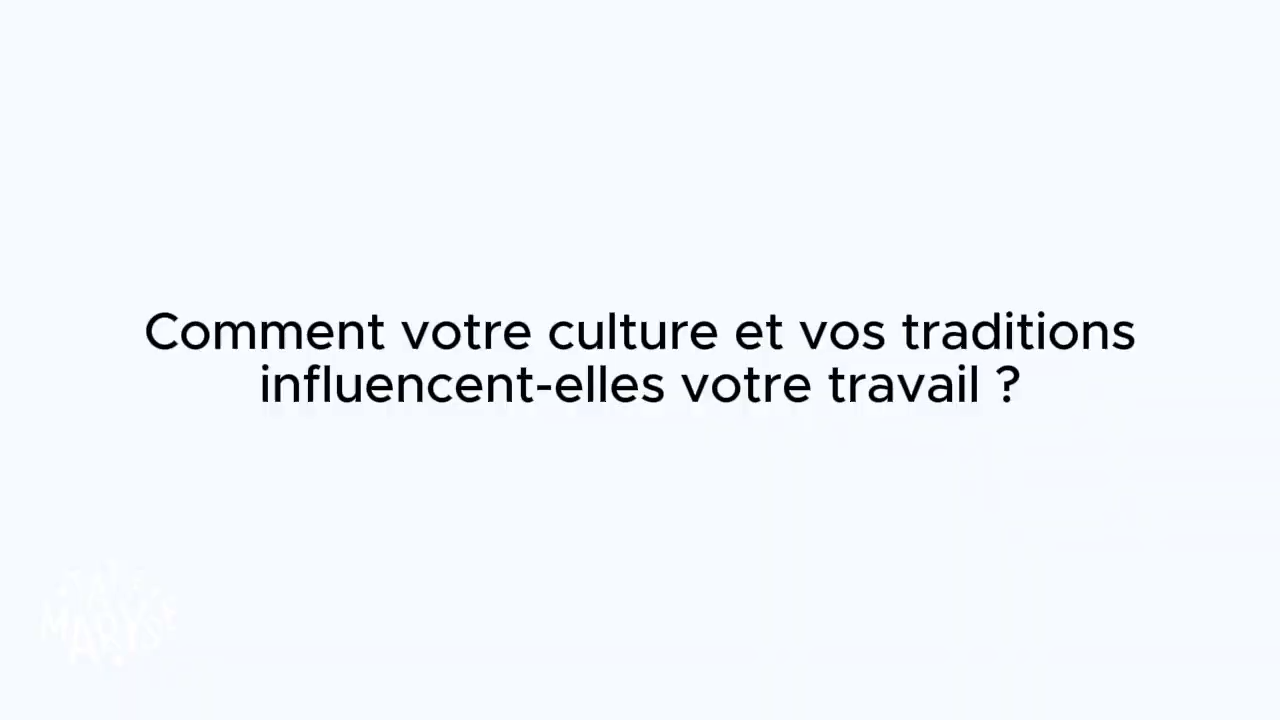 Comment votre culture et vos traditions
influencent-elles votre travail ?